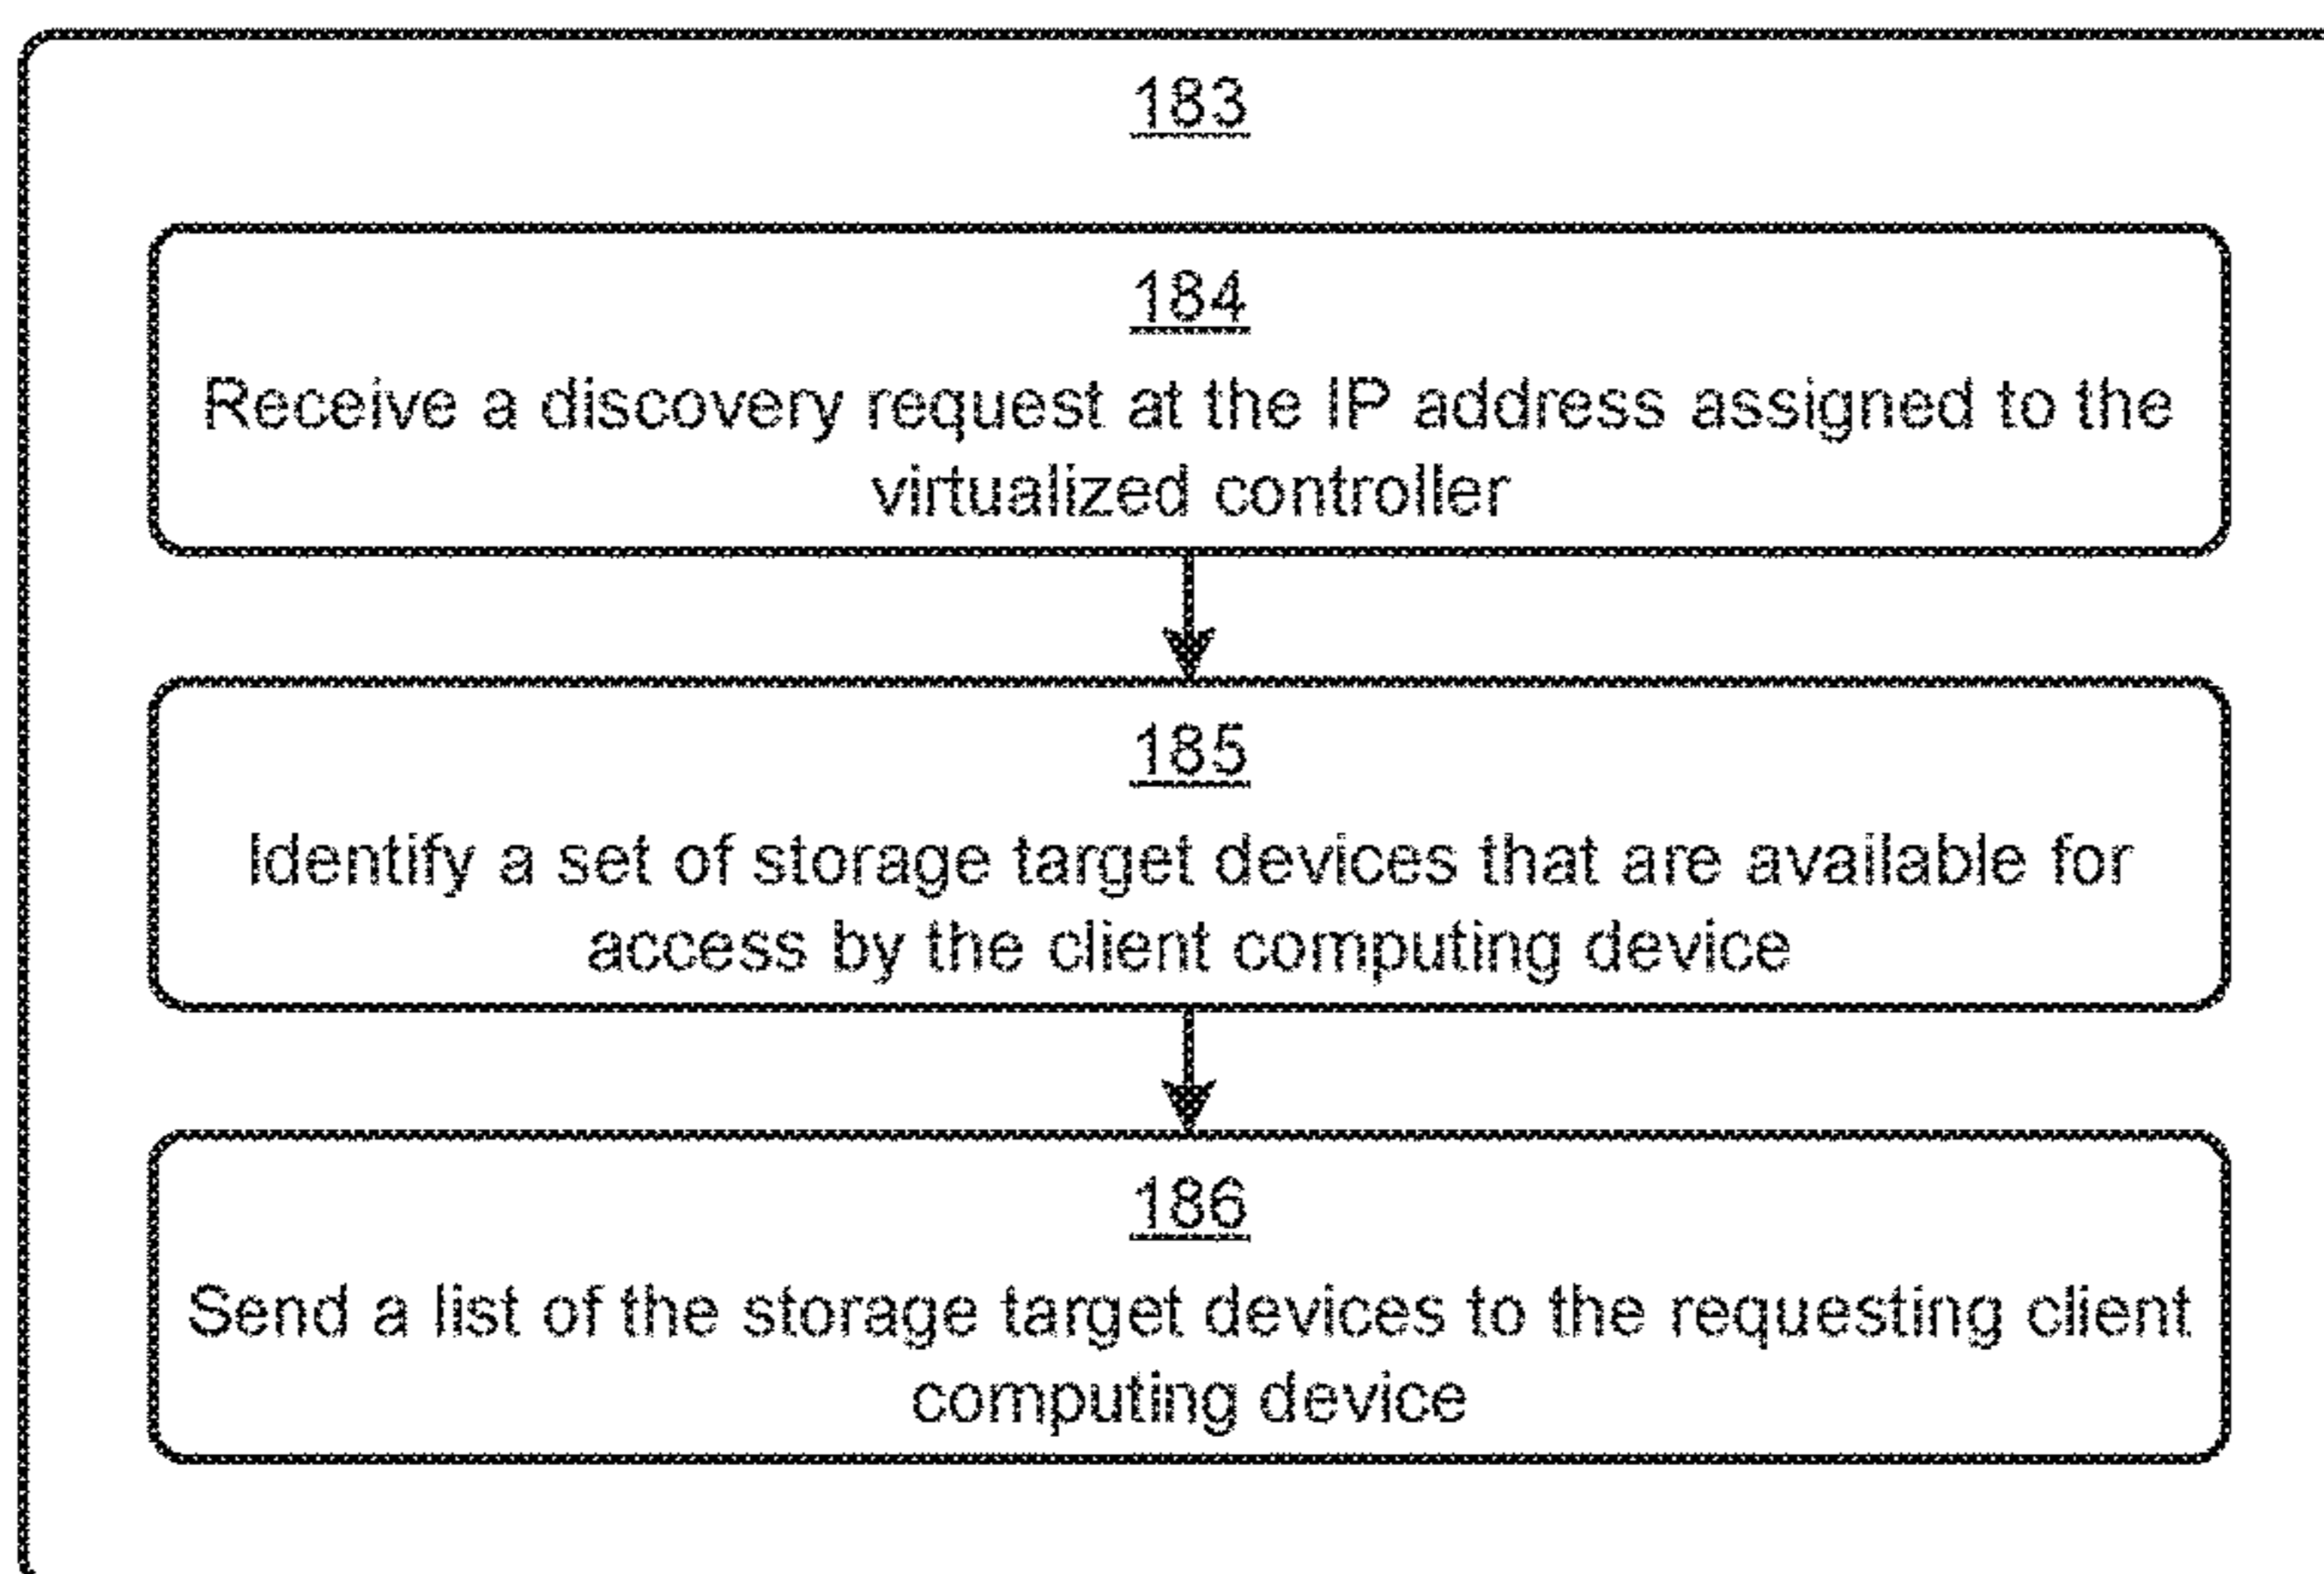 183
184
Receive a discovery request at the IP address assigned to the
virtualized controller
185
Identify a set of storage target devices that are available for
access by the client computing device
186
Send a list of the storage target devices to the requesting client
computing device